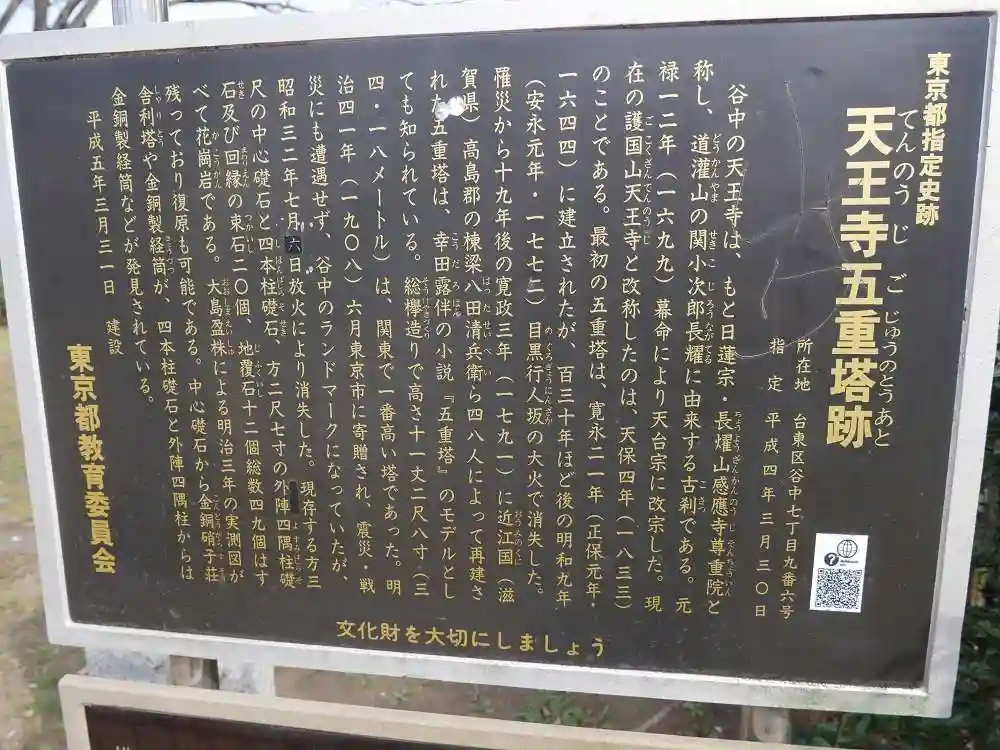 東京都指定史跡
天王寺五重塔跡
てんのうじごじゅうのとうあと
所在地 台東区谷中七丁目九番六号
指定 平成四年三月三〇日
谷中の天王寺は、もと日蓮宗・長燿山感應寺尊重院と
称し、道灌山の関小次郎長耀に由来する古刹である。元
禄一二年(一六九九)幕命により天台宗に改宗した。現
在の護国山天王寺と改称したのは、天保四年(一八三三)
のことである。最初の五重塔は、寛永二一年(正保元年・
一六四四)に建立されたが、百三十年ほど後の明和九年
(安永元年・一七七二)目黒行人坂の大火で消失した。
罹災から十九年後の寛政三年(一七九一)に近江国(滋
賀県)高島郡の棟梁八田清兵衛ら四八人によって再建さ
れた五重塔は、幸田露伴の小説『五重塔』のモデルとし
ても知られている。総欅造りで高さ十一丈二尺八寸(三
四・一八メートル)は、関東で一番高い塔であった。明
治四一年(一九〇八)六月東京市に寄贈され、震災・戦
災にも遭遇せず、谷中のランドマークになっていたが、
昭和三二年七月六日放火により消失した。現存する方三
尺の中心礎石と四本柱礎石、方二尺七寸の外陣四隅柱礎
石及び回縁の束石二〇個、地覆石十二個総数四九個はす
べて花崗岩である。大島盈株による明治三年の実測図が
残っており復原も可能である。中心礎石から金銅硝子荘
舎利塔や金銅製経筒が、四本柱礎石と外陣四隅柱からは
金銅製経筒などが発見されている。
平成五年三月三一日 建設
東京都教育委員会
文化財を大切にしましょう